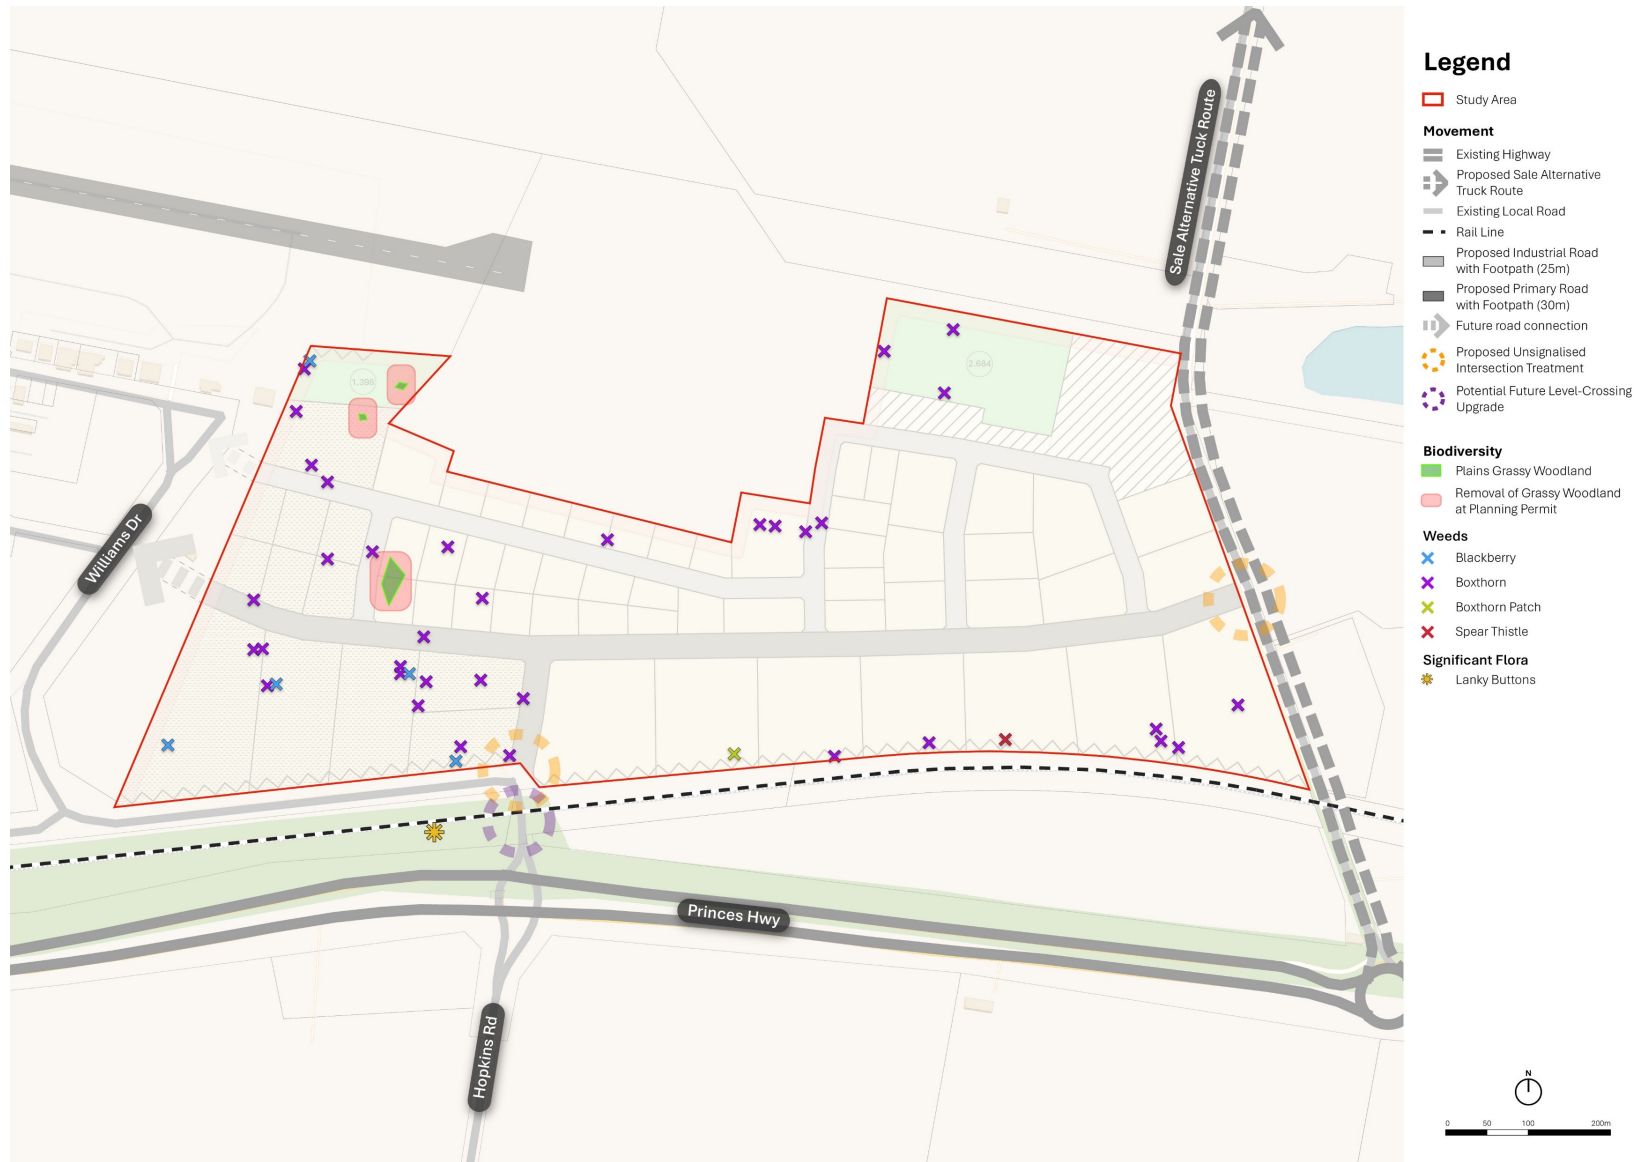 Sale Alternative Tuck Route
1.398
2.684
Williams Dr
Princes Hwy
Hopkins Rd
Legend
Study Area
Movement
Existing Highway
Proposed Sale Alternative
Truck Route
Existing Local Road
Rail Line
Proposed Industrial Road
with Footpath (25m)
Proposed Primary Road
with Footpath (30m)
Future road connection
Proposed Unsignalised
Intersection Treatment
Potential Future Level-Crossing
Upgrade
Biodiversity
Plains Grassy Woodland
Removal of Grassy Woodland
at Planning Permit
Weeds
Blackberry
Boxthorn
Boxthorn Patch
Spear Thistle
Significant Flora
Lanky Buttons
N
0 50 100 200m